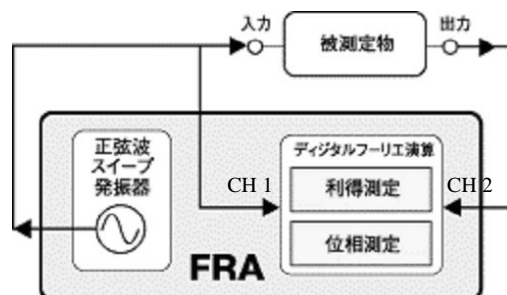 入力
被測定物
出力
正弦波
スイープ
発振器
ディジタルフーリエ演算
CH 1
利得測定
CH 2
位相測定
FRA